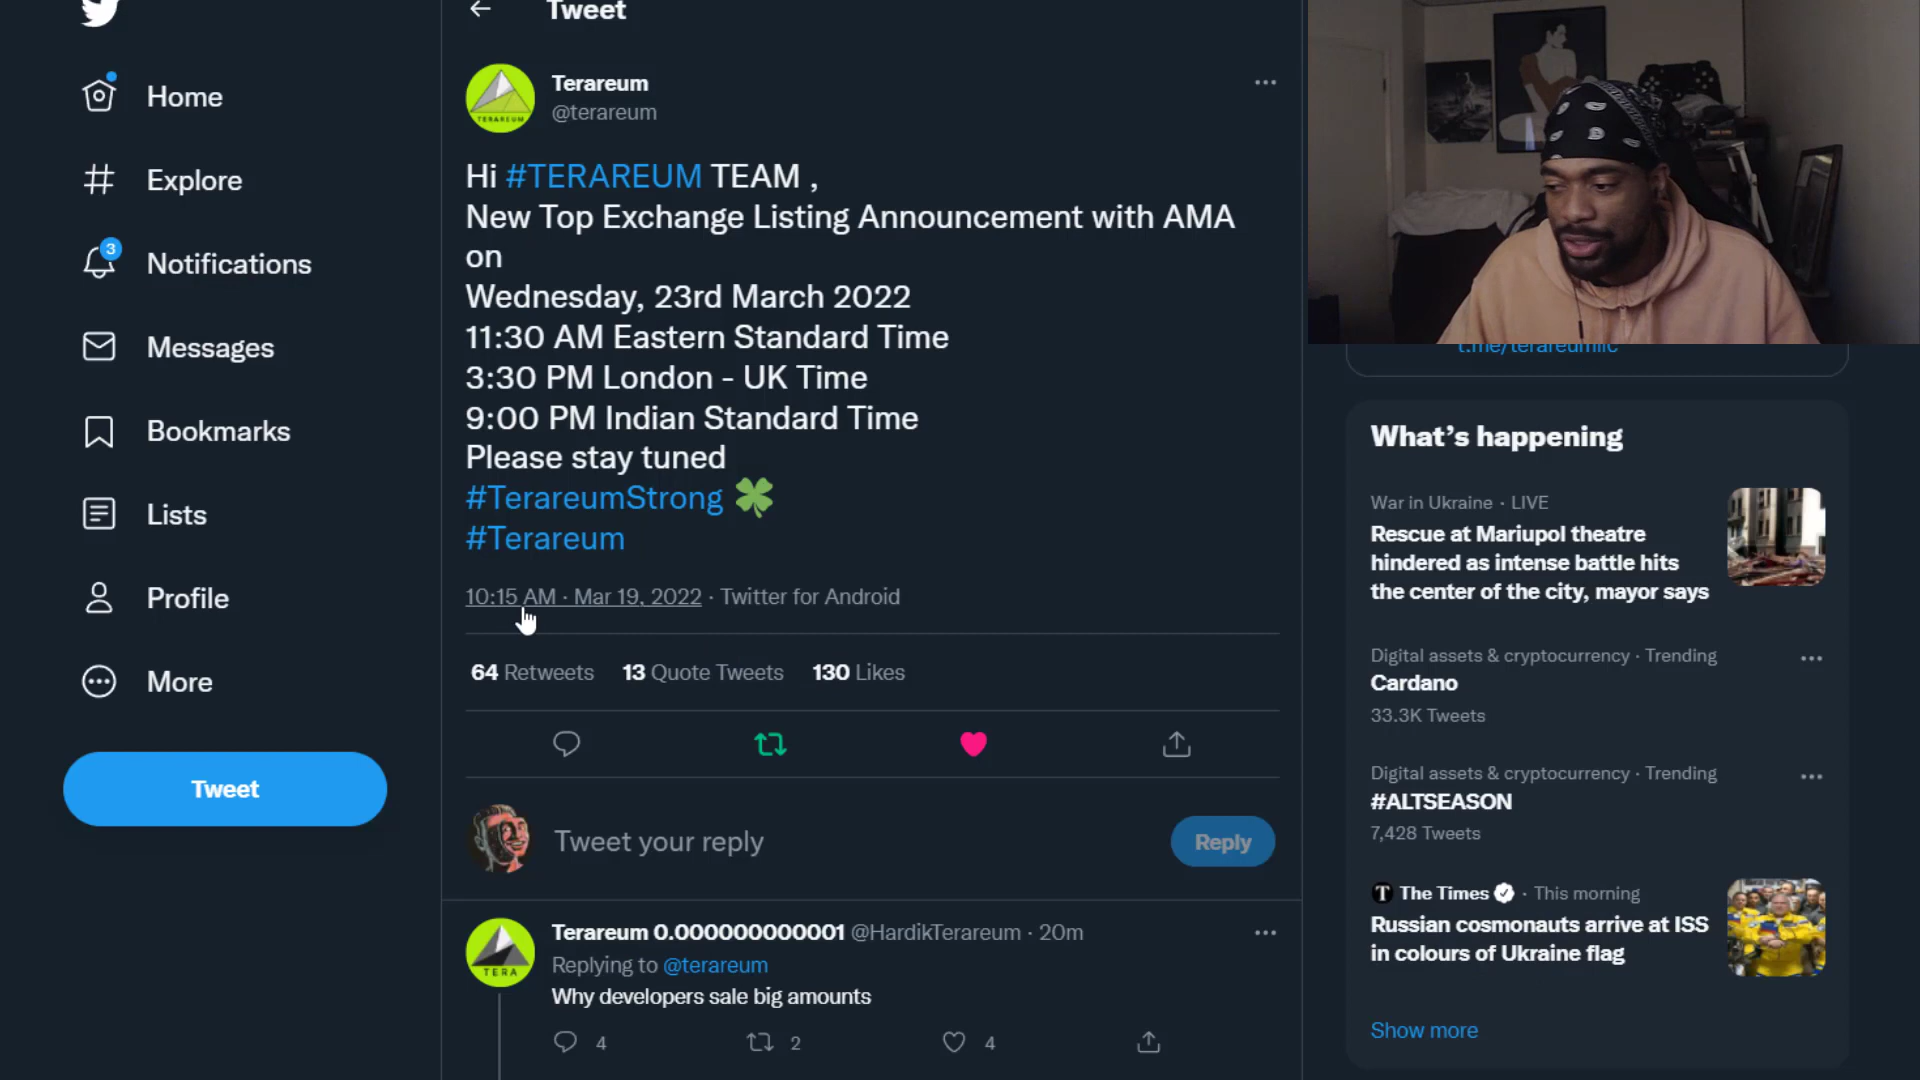 Tweet
Home
Explore
3
Notifications
Messages
Bookmarks
Lists
Profile
More
Tweet
TERAREUM
Terareum
@terareum
Hi #TERAREUM TEAM ,
New Top Exchange Listing Announcement with AMA
on
Wednesday, 23rd March 2022
11:30 AM Eastern Standard Time
3:30 PM London - UK Time
9:00 PM Indian Standard Time
Please stay tuned
#TerareumStrong 🍀
#Terareum
10:15 AM · Mar 19, 2022 · Twitter for Android
64 Retweets 13 Quote Tweets 130 Likes
Tweet your reply
Reply
TERA
Terareum 0.000000000001 @HardikTerareum · 20m
Replying to @terareum
Why developers sale big amounts
4 2 4
t.me/terareumllc
What's happening
War in Ukraine · LIVE
Rescue at Mariupol theatre
hindered as intense battle hits
the center of the city, mayor says
Digital assets & cryptocurrency · Trending
Cardano
33.3K Tweets
Digital assets & cryptocurrency · Trending
#ALTSEASON
7,428 Tweets
T The Times · This morning
Russian cosmonauts arrive at ISS
in colours of Ukraine flag
Show more